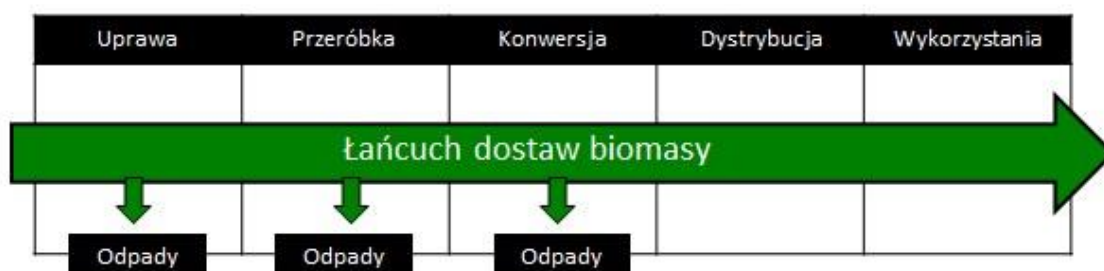 Uprawa Przeróbka Konwersja Dystrybucja Wykorzystania
Łańcuch dostaw biomasy
Odpady Odpady Odpady